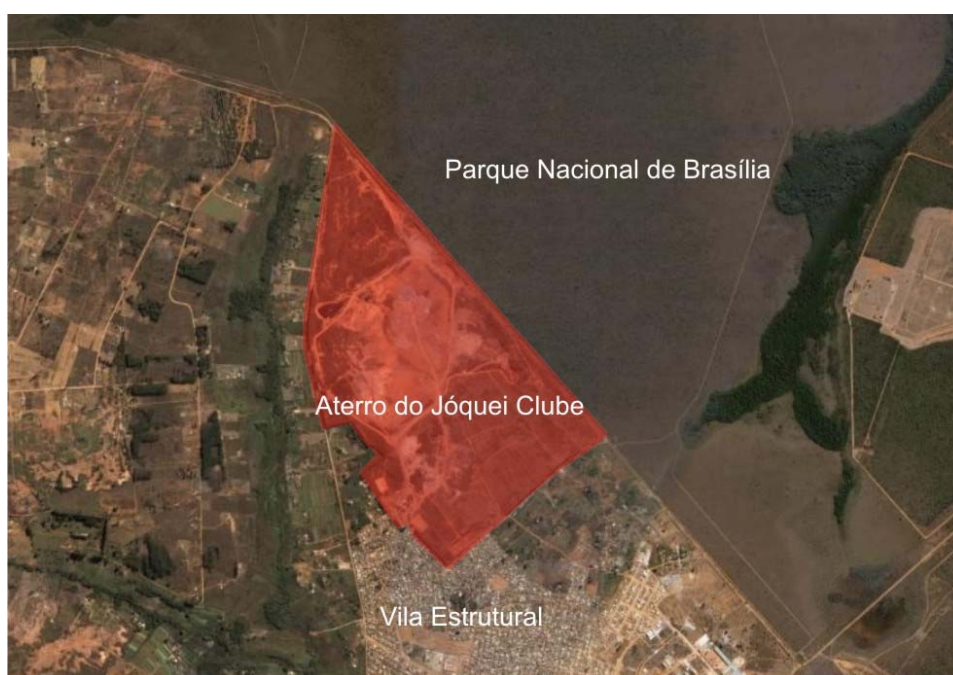 Parque Nacional de Brasília
Aterro do Jóquei Clube
Vila Estrutural